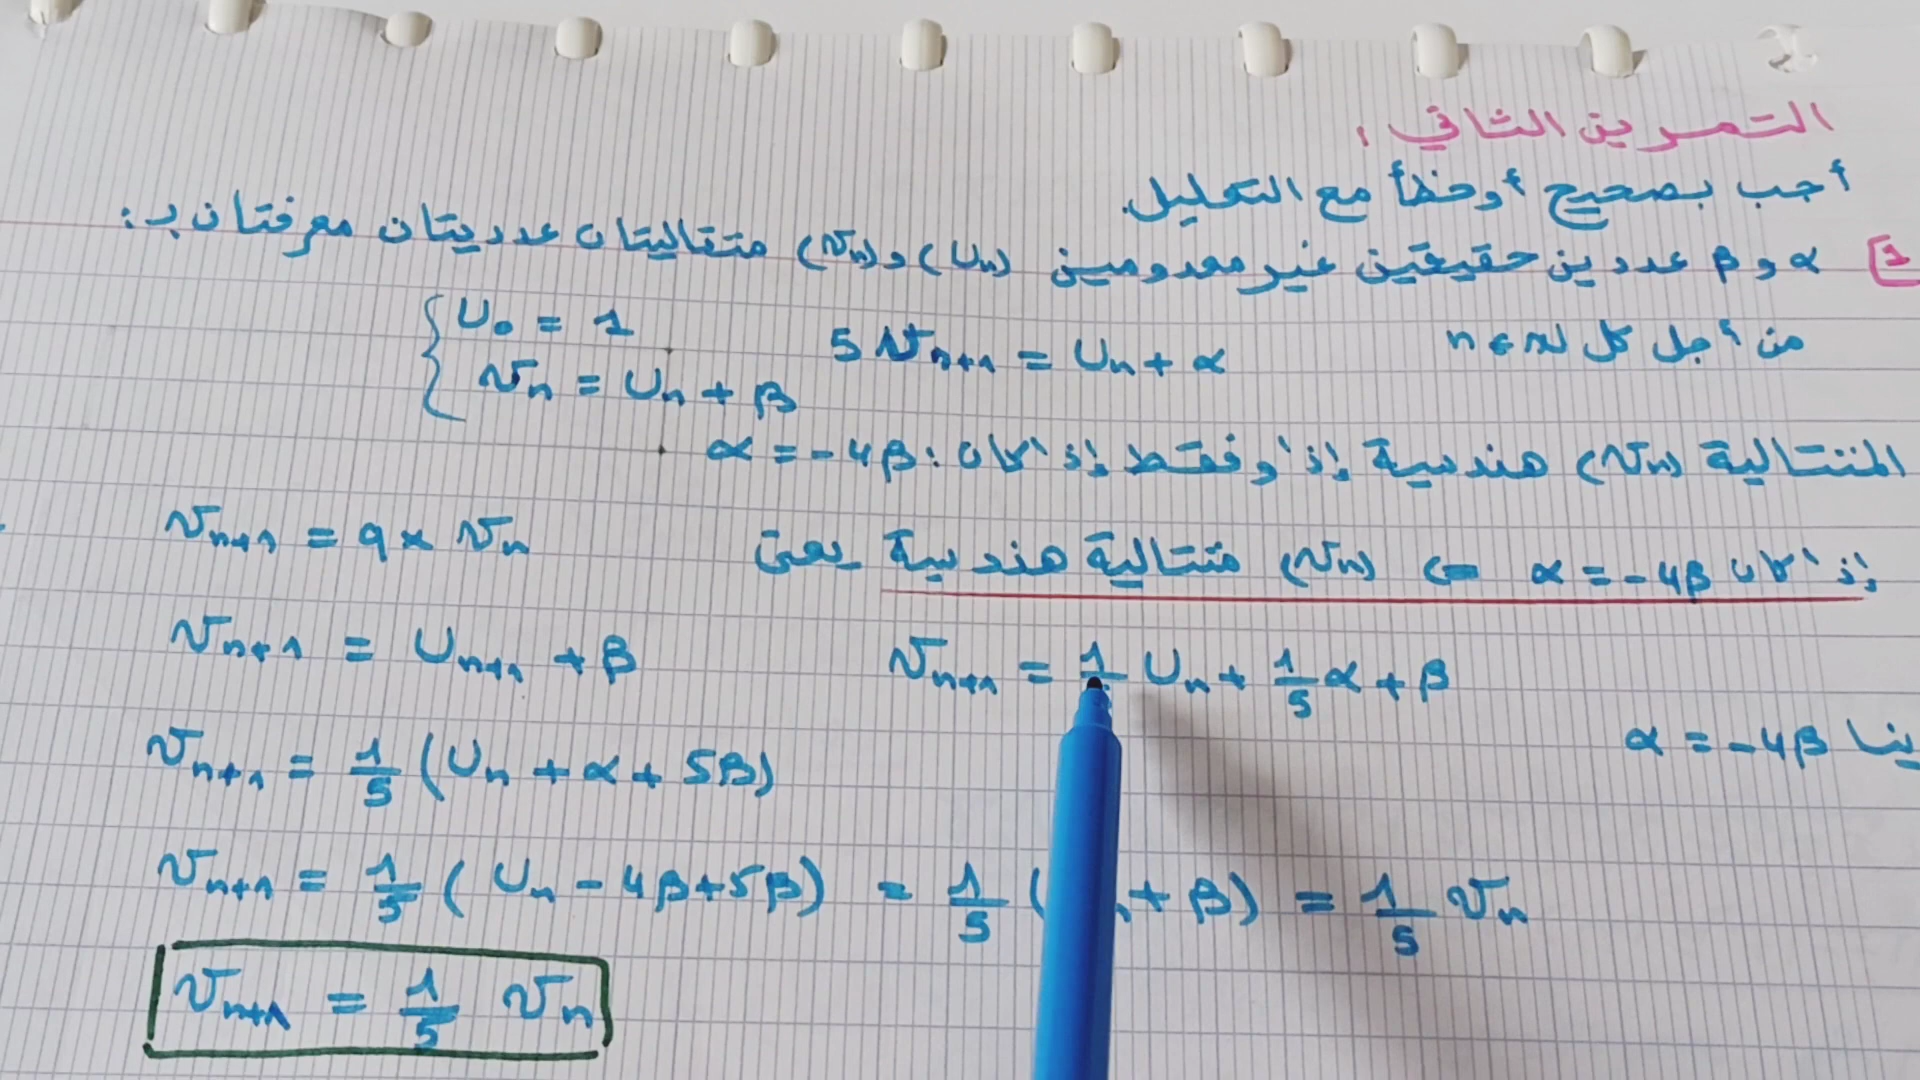 التمرين الثاني:
أجب بصحيح أو خطأ مع التعليل.
1 α و β عددين حقيقيين غير معدومين (Un) و (Vn) متتاليتان عدديتان معرفتان بـ:
من أجل كل n ∈ ℕ 5Vn+1 = Un + α { U0 = 1
Vn = Un + β
المتتالية (Vn) هندسية إذا وفقط إذا كان: α = -4β
إذا كان α = -4β ⇐ (Vn) متتالية هندسية يعني Vn+1 = q × Vn
Vn+1 = Un+1 + β Vn+1 = 1/ Un + 1/5 α + β
α = -4β
Vn+1 = 1/5 (Un + α + 5β)
Vn+1 = 1/5 (Un - 4β + 5β) = 1/5 ( n + β) = 1/5 Vn
Vn+1 = 1/5 Vn